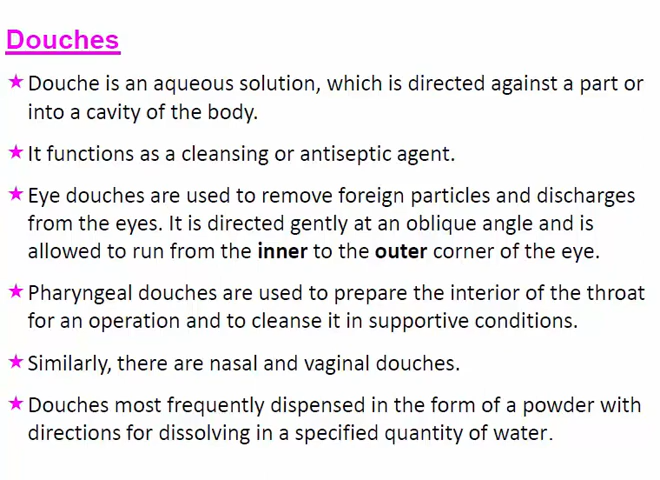 Douches
★ Douche is an aqueous solution, which is directed against a part or
into a cavity of the body.
★ It functions as a cleansing or antiseptic agent.
★ Eye douches are used to remove foreign particles and discharges
from the eyes. It is directed gently at an oblique angle and is
allowed to run from the inner to the outer corner of the eye.
★ Pharyngeal douches are used to prepare the interior of the throat
for an operation and to cleanse it in supportive conditions.
★ Similarly, there are nasal and vaginal douches.
★ Douches most frequently dispensed in the form of a powder with
directions for dissolving in a specified quantity of water.